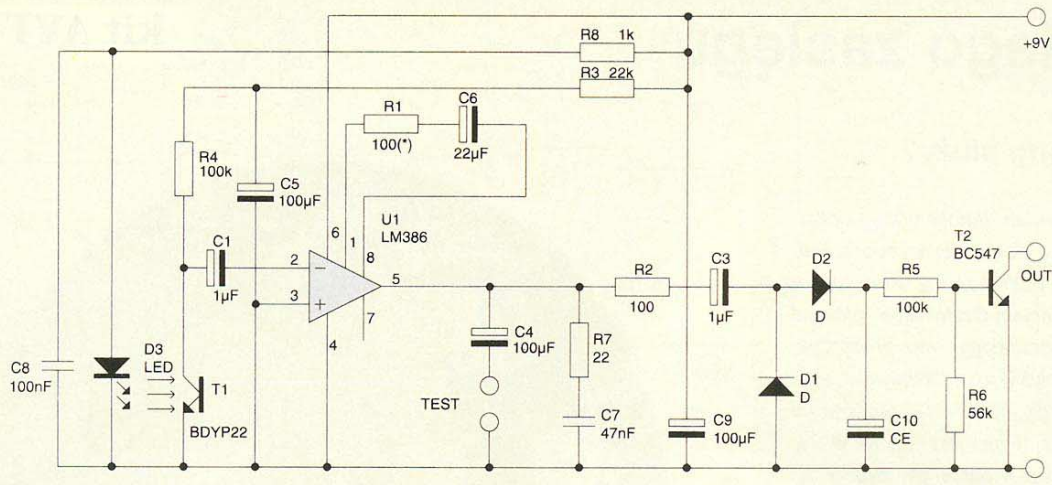 +9V
R8 1k
R3 22k
R1
100(*)
C6
22µF
R4
100k
C5
100µF
U1
LM386
6
1
8
C1
1µF
2
3
5
7
4
T2
BC547
OUT
R2
100
C3
1µF
D2
D
R5
100k
C4
100µF
R7
22
D3
LED
T1
BDYP22
C8
100nF
TEST
C7
47nF
C9
100µF
D1
D
C10
CE
R6
56k